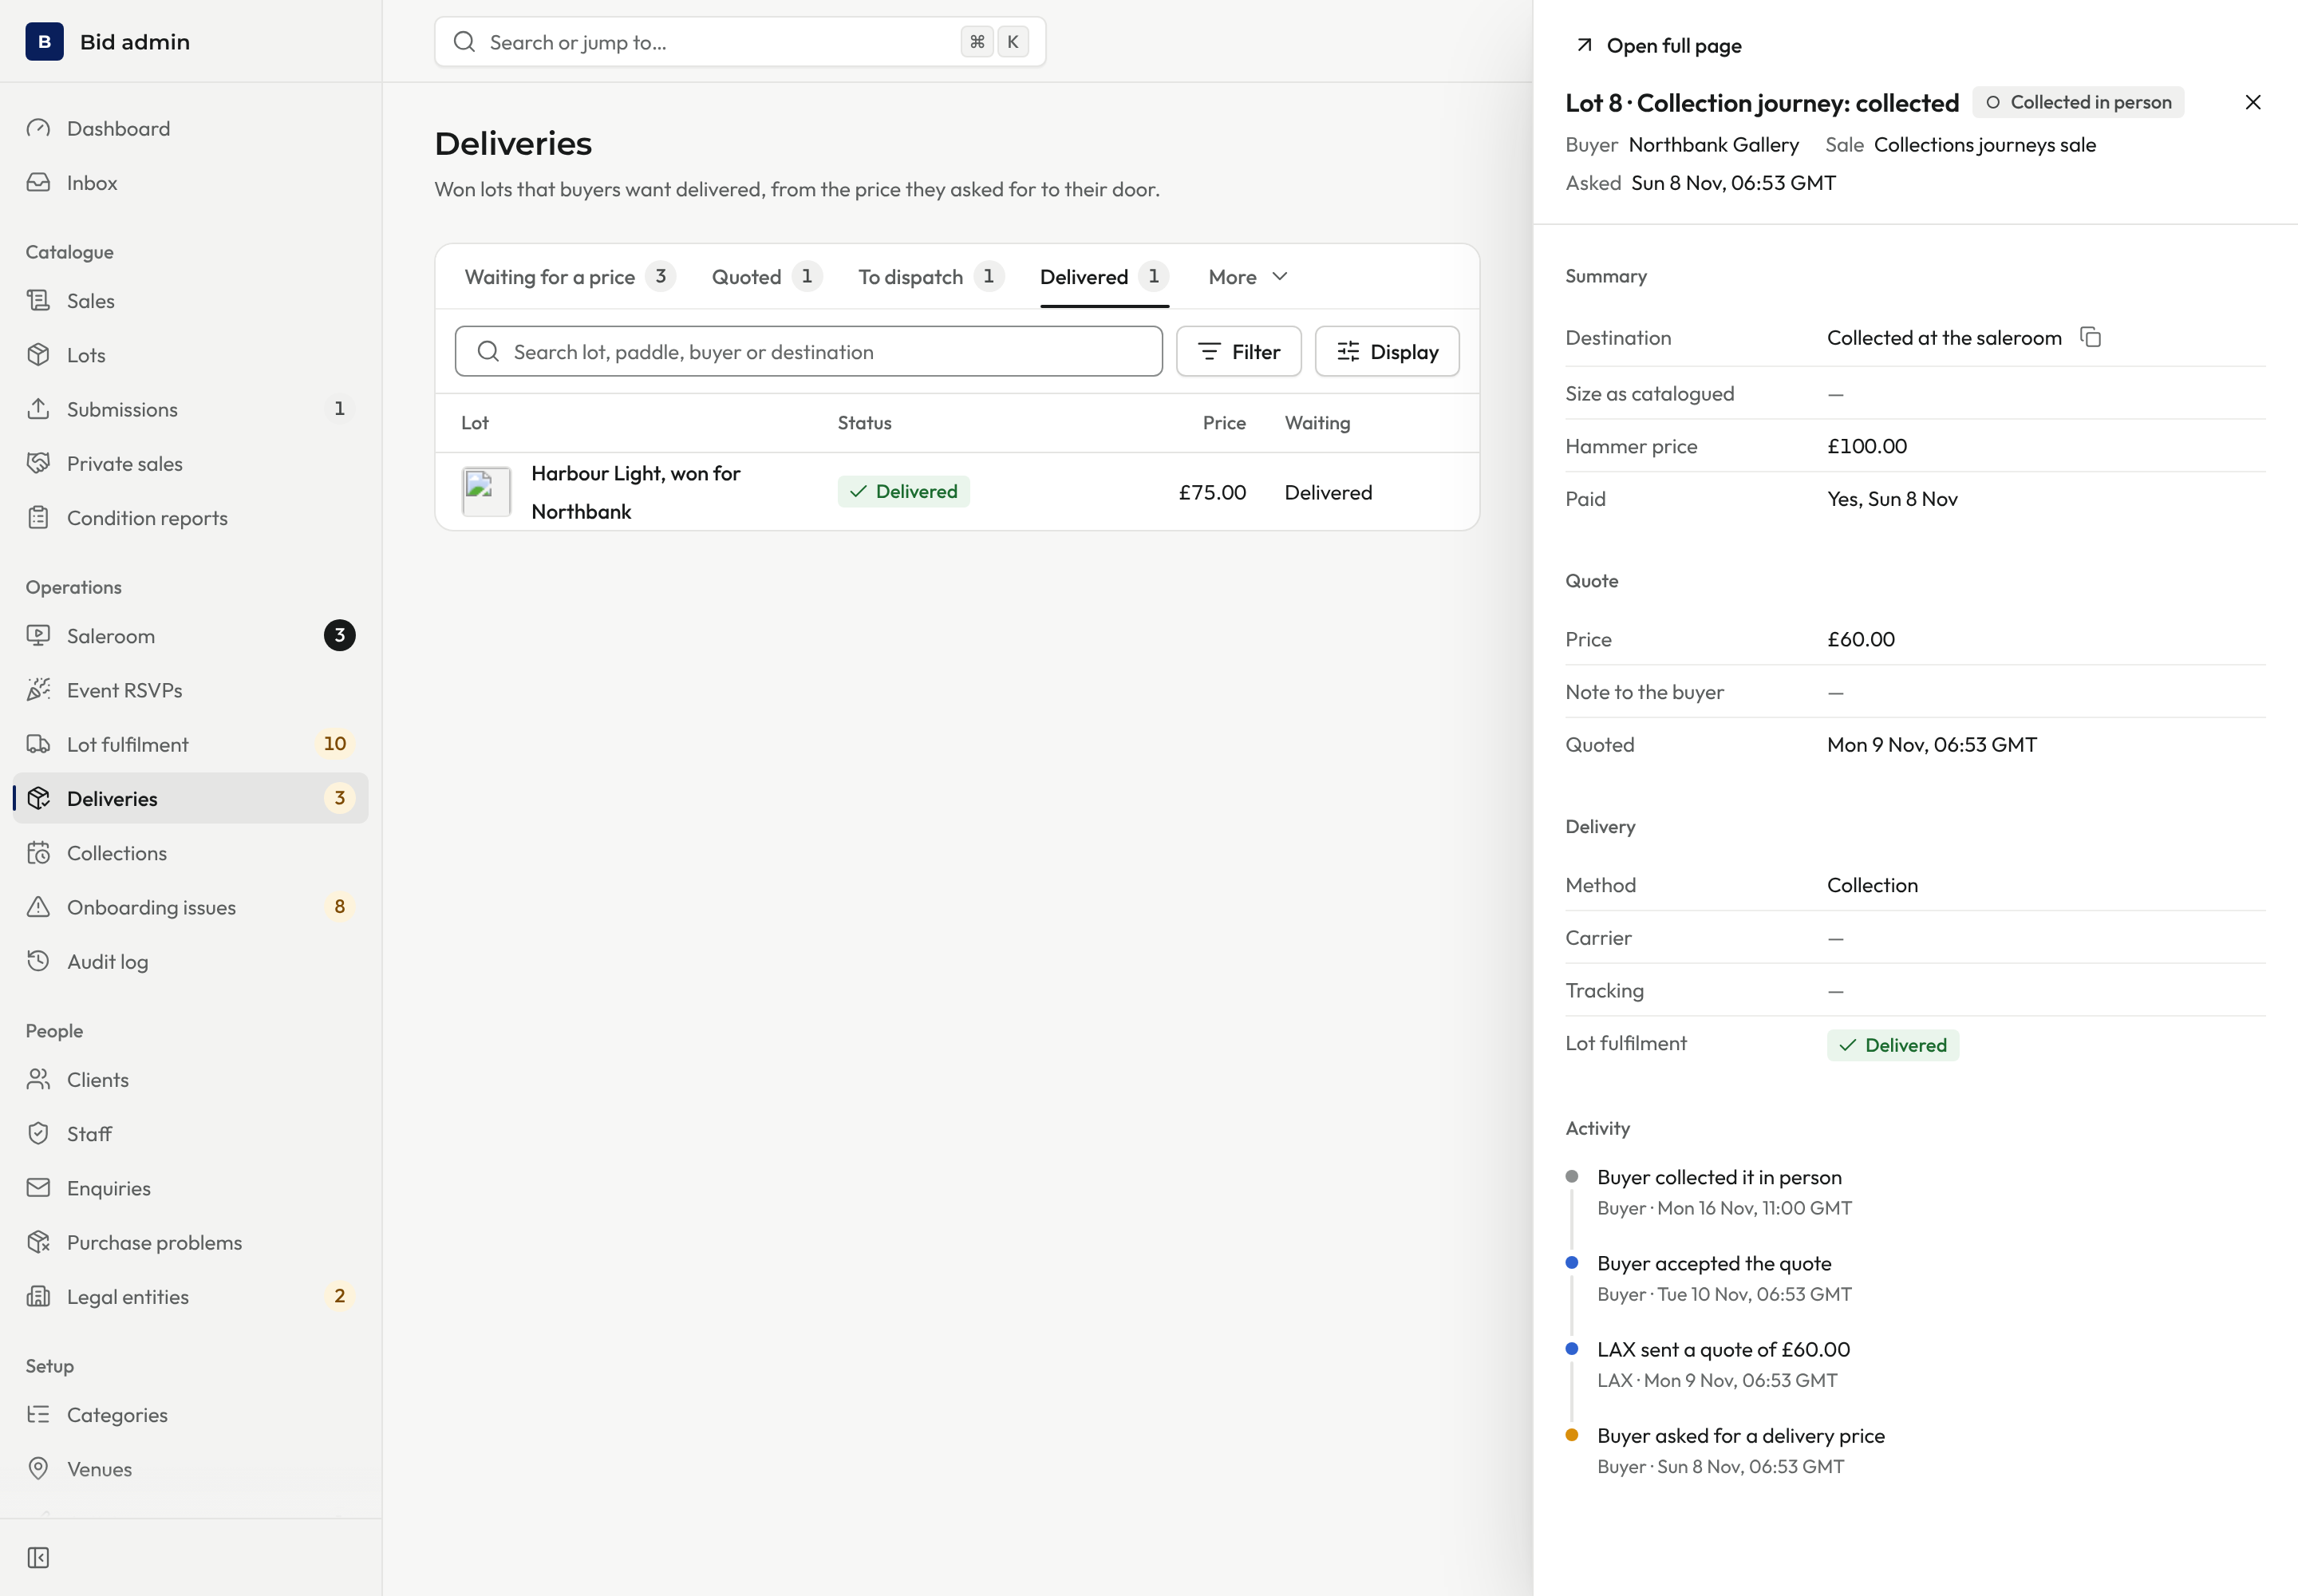 B Bid admin
Search or jump to... ⌘ K
Dashboard
Inbox
Catalogue
Sales
Lots
Submissions 1
Private sales
Condition reports
Operations
Saleroom 3
Event RSVPs
Lot fulfilment 10
Deliveries 3
Collections
Onboarding issues 8
Audit log
People
Clients
Staff
Enquiries
Purchase problems
Legal entities 2
Setup
Categories
Venues
Deliveries
Won lots that buyers want delivered, from the price they asked for to their door.
Waiting for a price 3 Quoted 1 To dispatch 1 Delivered 1 More
Search lot, paddle, buyer or destination Filter Display
Lot Status Price Waiting
Harbour Light, won for
Northbank
Delivered £75.00 Delivered
Open full page
Lot 8 · Collection journey: collected Collected in person
Buyer Northbank Gallery Sale Collections journeys sale
Asked Sun 8 Nov, 06:53 GMT
Summary
Destination Collected at the saleroom
Size as catalogued —
Hammer price £100.00
Paid Yes, Sun 8 Nov
Quote
Price £60.00
Note to the buyer —
Quoted Mon 9 Nov, 06:53 GMT
Delivery
Method Collection
Carrier —
Tracking —
Lot fulfilment Delivered
Activity
Buyer collected it in person
Buyer · Mon 16 Nov, 11:00 GMT
Buyer accepted the quote
Buyer · Tue 10 Nov, 06:53 GMT
LAX sent a quote of £60.00
LAX · Mon 9 Nov, 06:53 GMT
Buyer asked for a delivery price
Buyer · Sun 8 Nov, 06:53 GMT